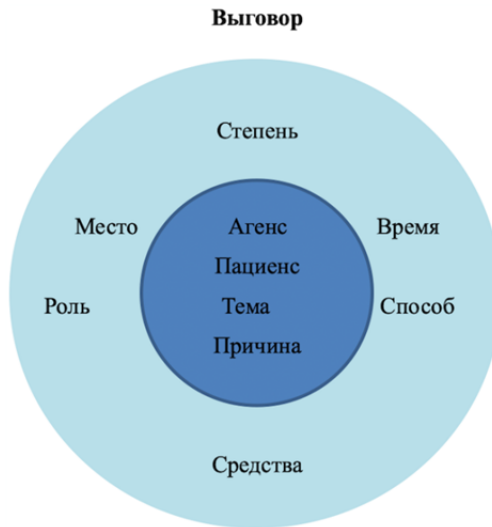 Выговор
Степень
Место
Агенс
Время
Пациенс
Роль
Тема
Способ
Причина
Средства